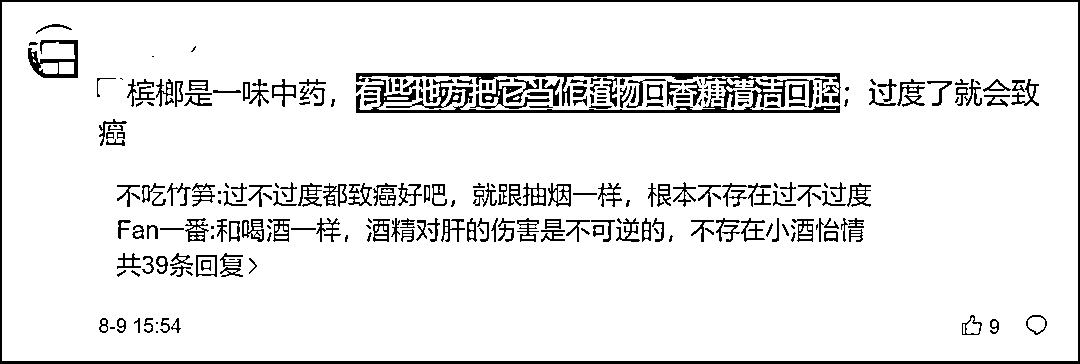 槟榔是一味中药，有些地方把它当作植物口香糖清洁口腔；过度了就会致
癌
不吃竹笋:过不过度都致癌好吧，就跟抽烟一样，根本不存在过不过度
Fan一番:和喝酒一样，酒精对肝的伤害是不可逆的，不存在小酒怡情
共39条回复>
8-9 15:54
9